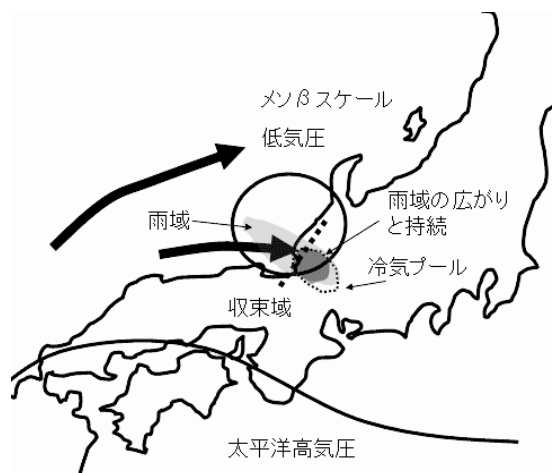 メソβスケール
低気圧
雨域
雨域の広がり
と持続
冷気プール
収束域
太平洋高気圧